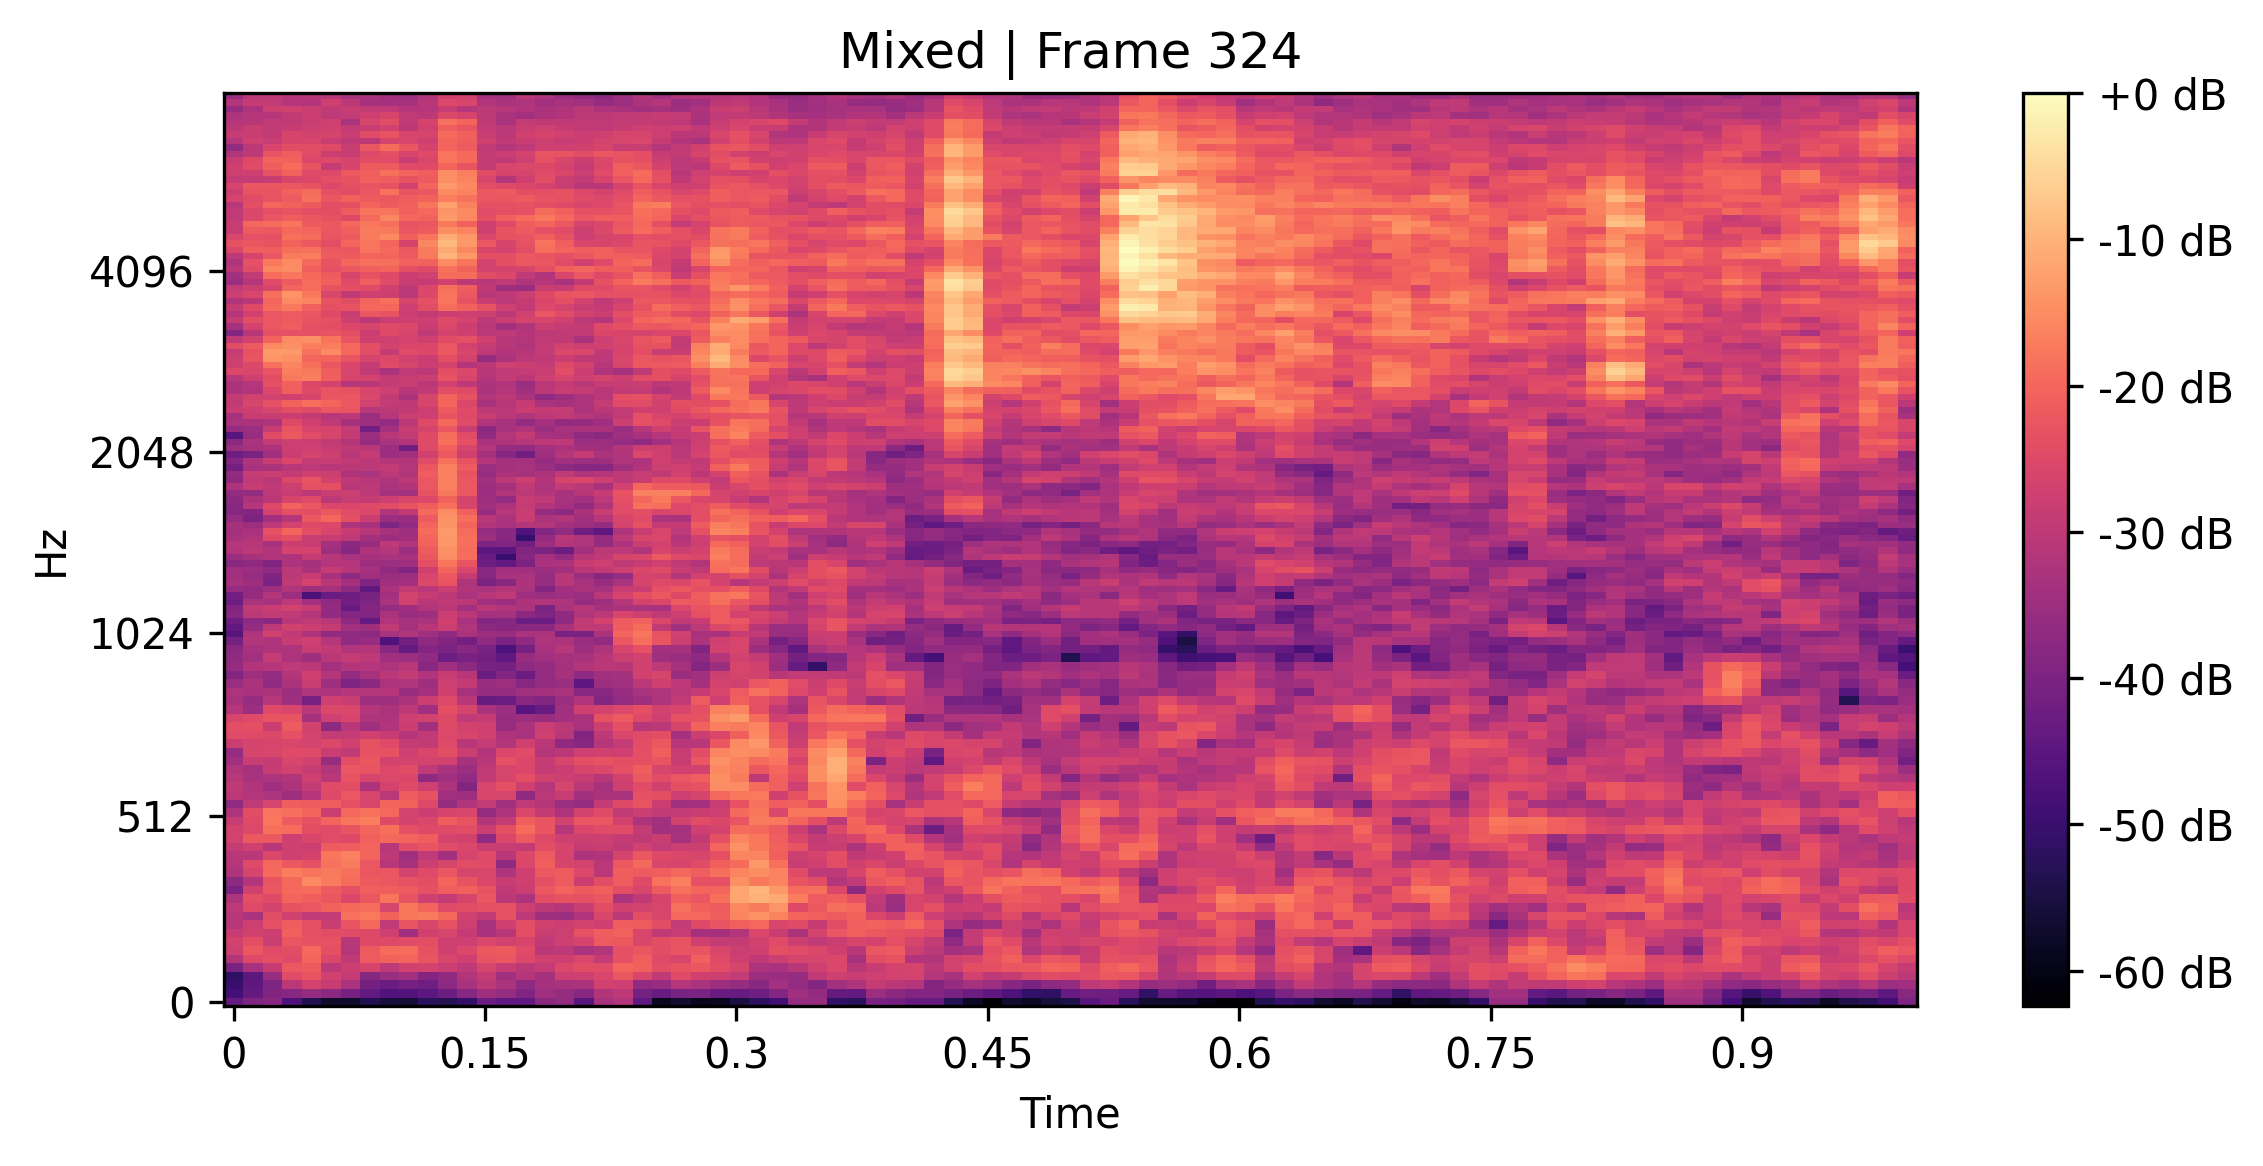 Mixed | Frame 324
+0 dB
-10 dB
-20 dB
-30 dB
-40 dB
-50 dB
-60 dB
Hz
4096
2048
1024
512
0
0 0.15 0.3 0.45 0.6 0.75 0.9
Time